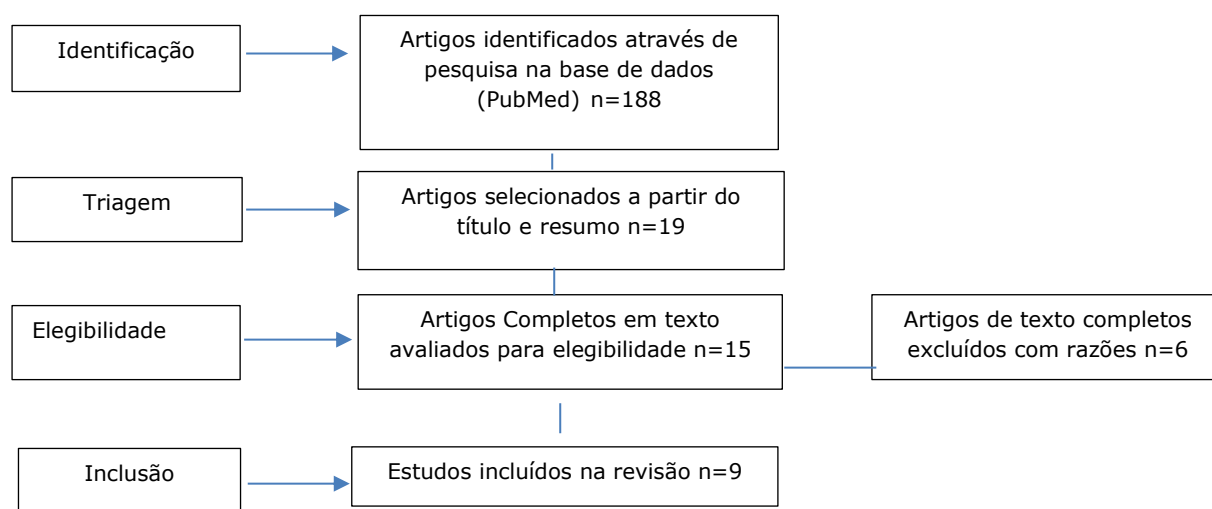 Identificação
Artigos identificados através de
pesquisa na base de dados
(PubMed) n=188
Triagem
Artigos selecionados a partir do
título e resumo n=19
Elegibilidade
Artigos Completos em texto
avaliados para elegibilidade n=15
Artigos de texto completos
excluídos com razões n=6
Inclusão
Estudos incluídos na revisão n=9